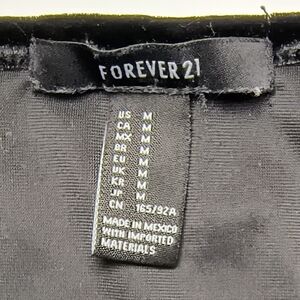 FOREVER 21
US M
CA M
MX M
BR M
EU M
UK M
KR M
JP M
CN 165/92A
MADE IN MEXICO
WITH IMPORTED
MATERIALS